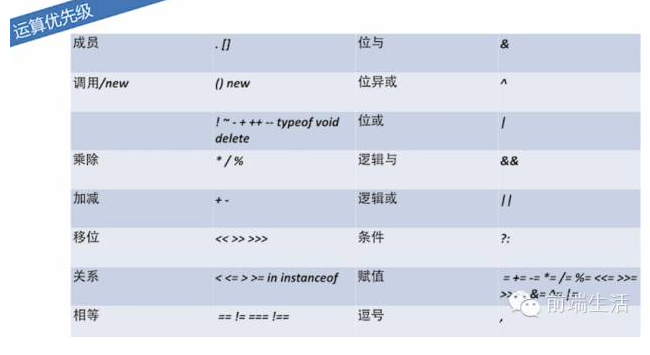 运算优先级
成员 . [] 位与 &
调用/new () new 位异或 ^
! ~ - + ++ -- typeof void 位或 |
delete
乘除 * / % 逻辑与 &&
加减 + - 逻辑或 ||
移位 << >> >>> 条件 ?:
关系 < <= > >= in instanceof 赋值 = += -= *= /= %= <<= >>=
&= ^= |=
相等 == != === !== 逗号 ,
前端生活